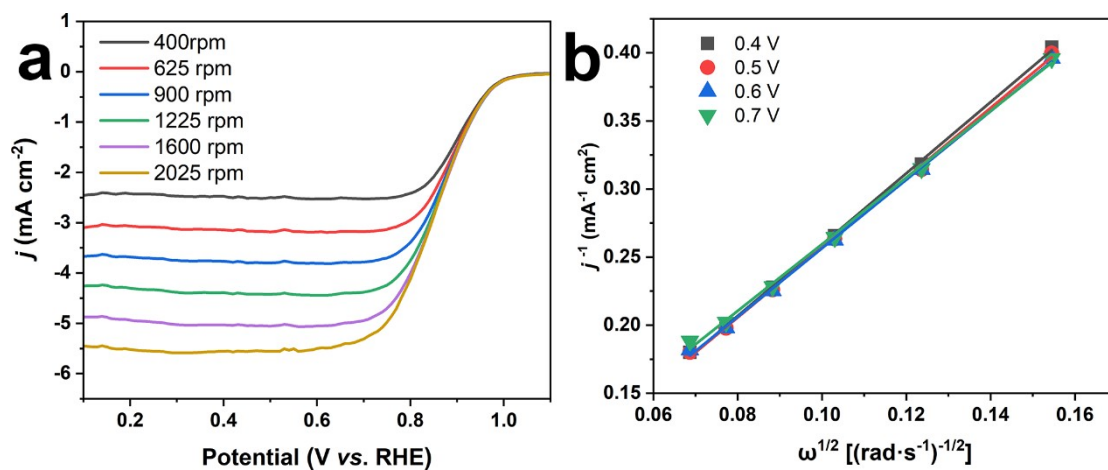 a
400rpm
625 rpm
900 rpm
1225 rpm
1600 rpm
2025 rpm
1
0
-1
-2
-3
-4
-5
-6
j (mA cm⁻²)
0.2
0.4
0.6
0.8
1.0
Potential (V vs. RHE)
b
0.4 V
0.5 V
0.6 V
0.7 V
0.40
0.35
0.30
0.25
0.20
0.15
j⁻¹ (mA⁻¹ cm²)
0.06
0.08
0.10
0.12
0.14
0.16
ω¹/² [(rad·s⁻¹)⁻¹/²]